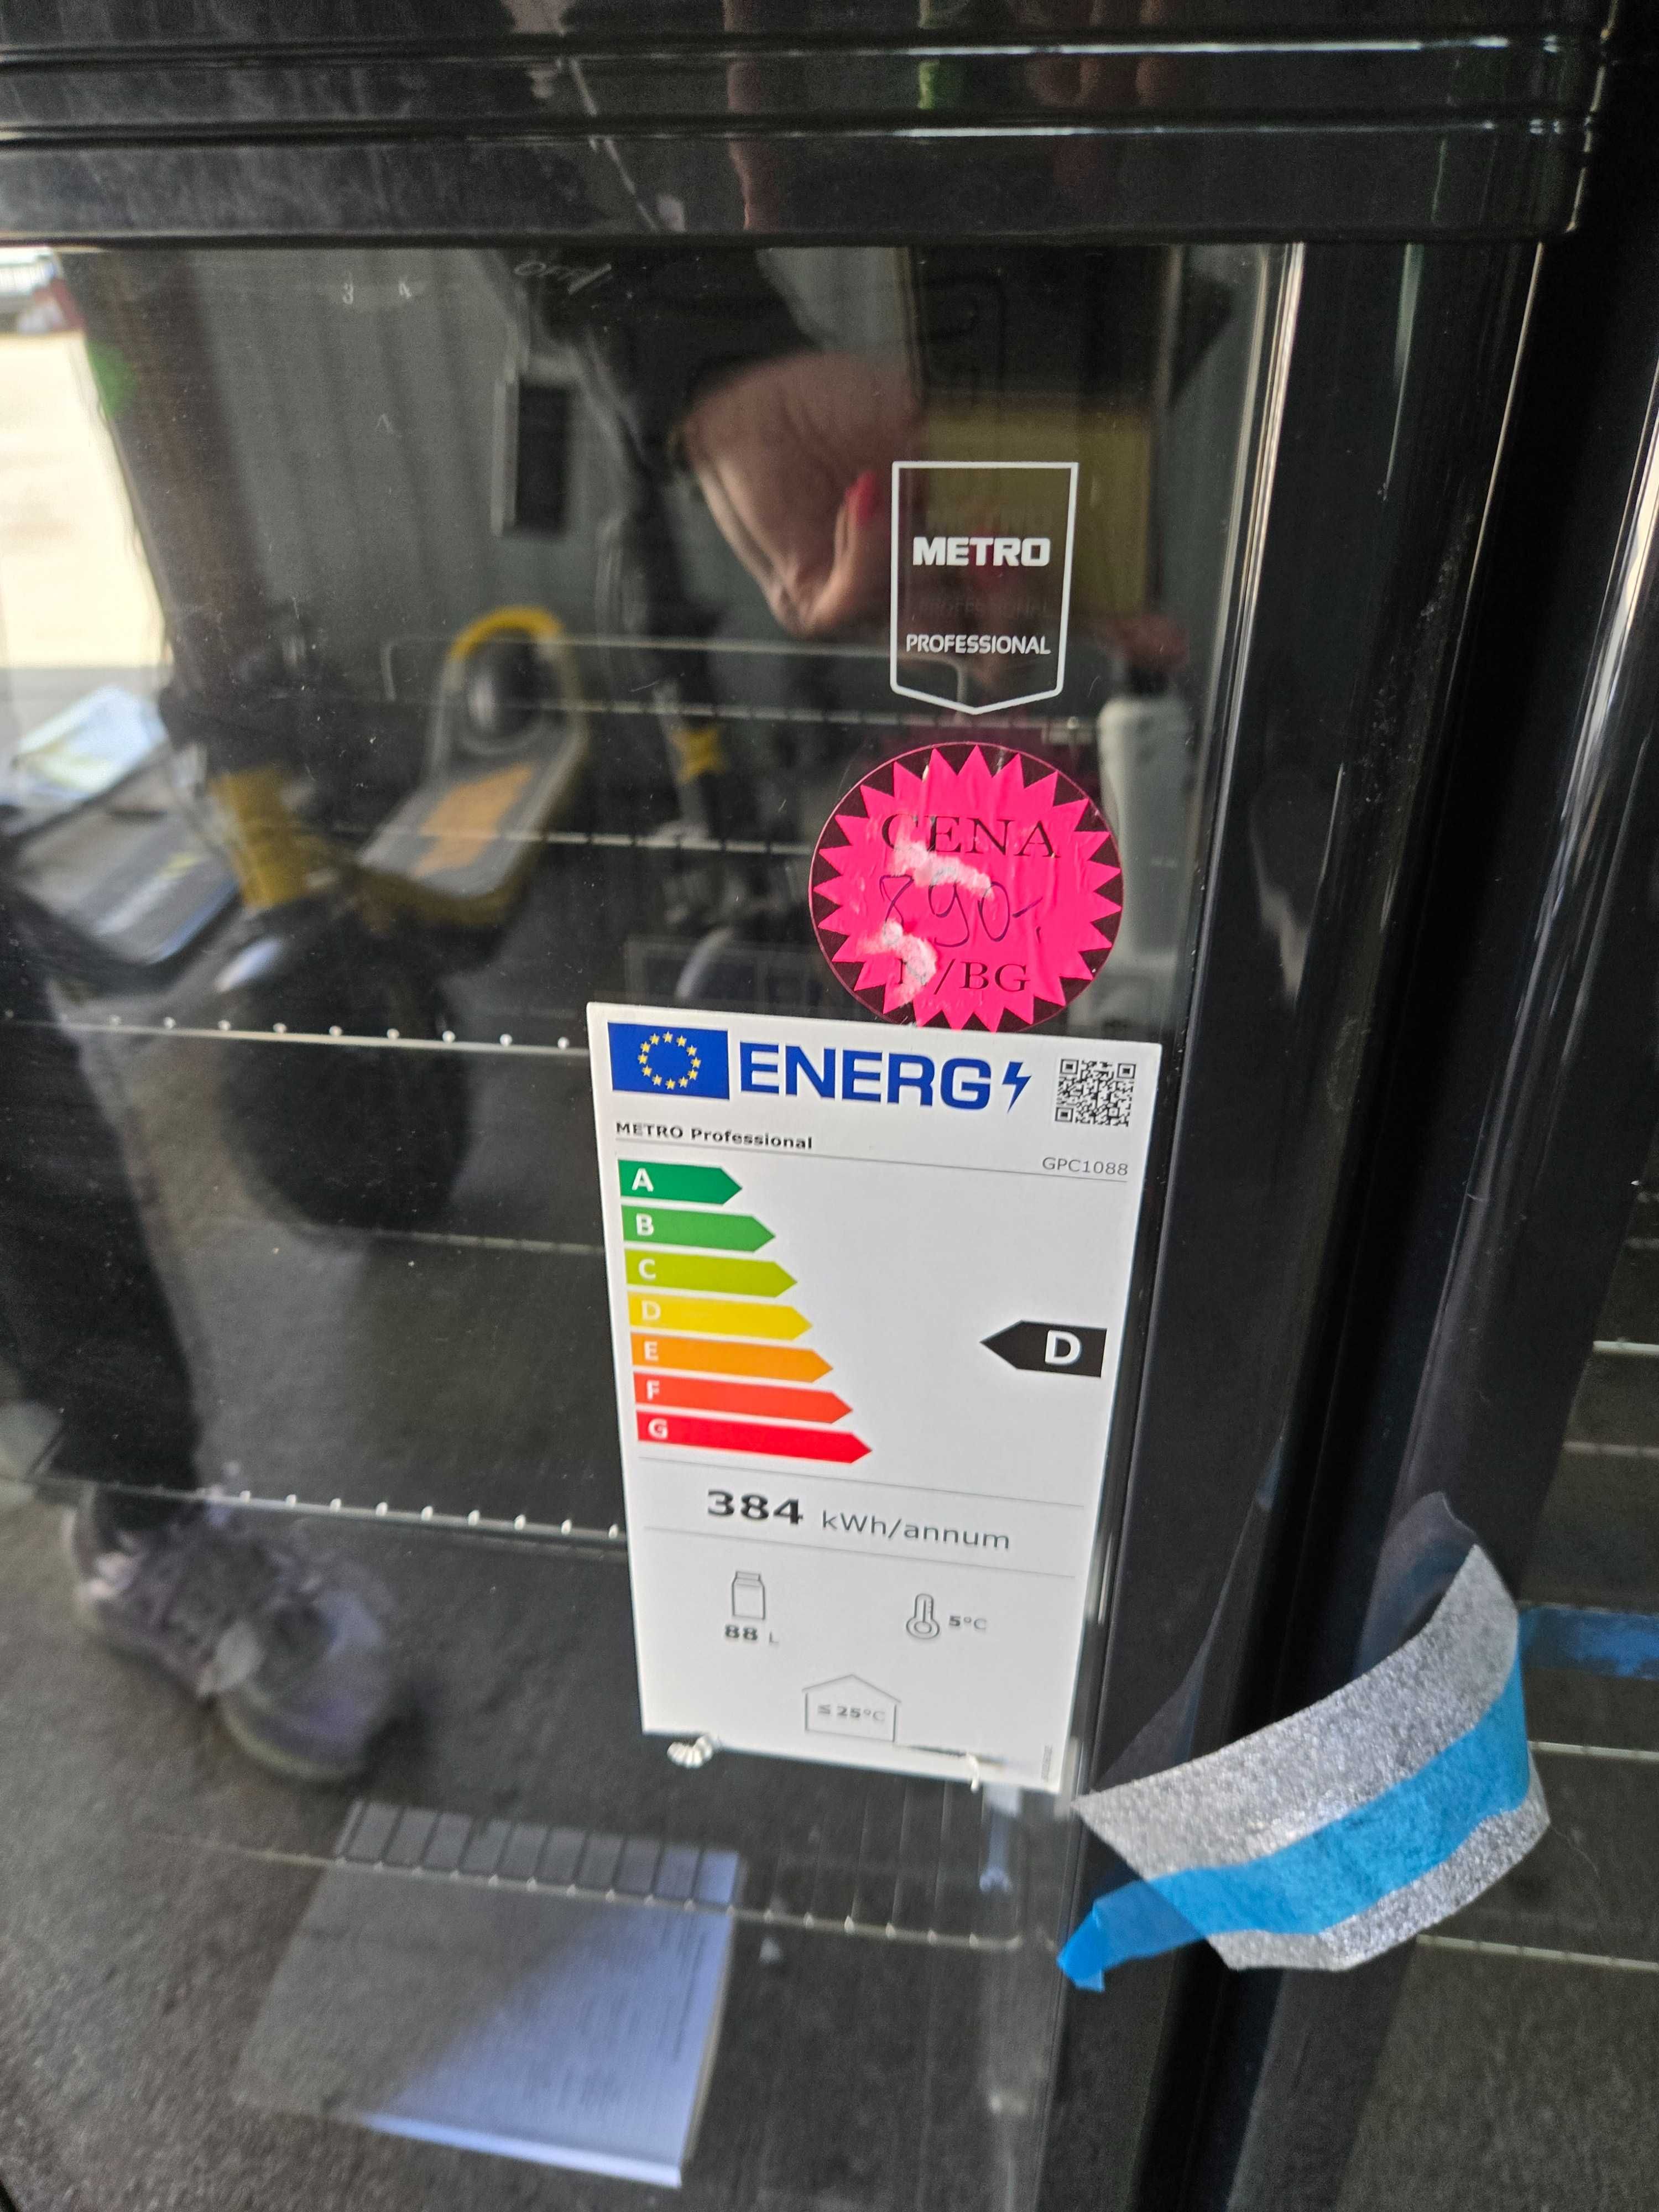 METRO
PROFESSIONAL
CENA
890,-
N/BG
ENERG
METRO Professional
GPC1088
A
B
C
D
D
E
F
G
384 kWh/annum
88 L
5°C
≤ 25°C